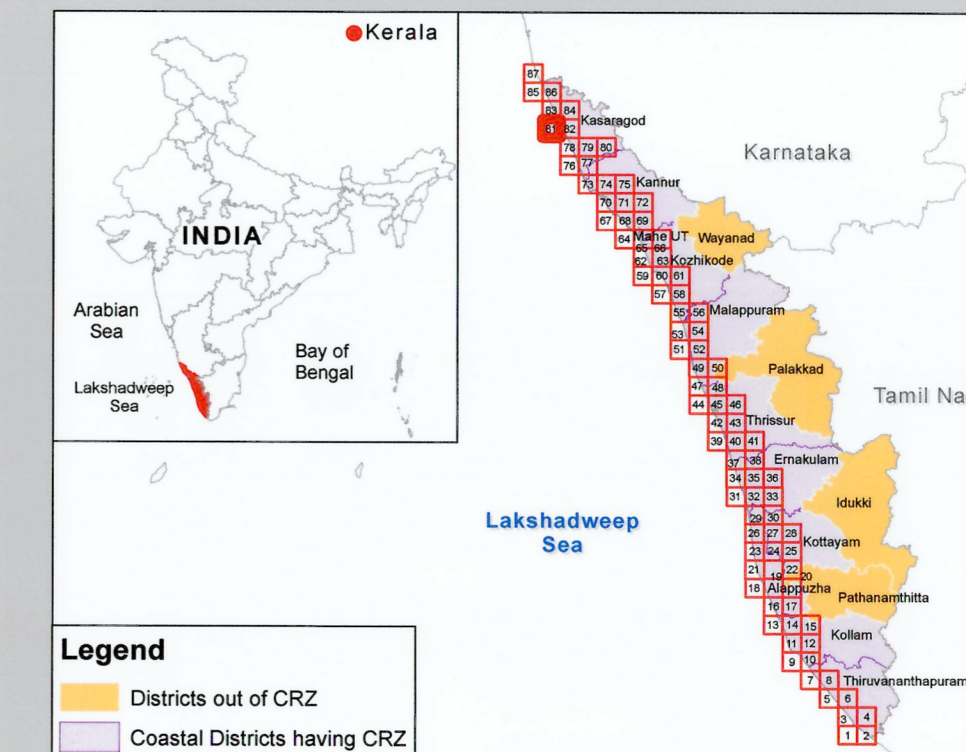 Kerala
INDIA
Arabian
Sea
Bay of
Bengal
Lakshadweep
Sea
87
85 86
83 84
Kasaragod
81 82
78 79 80
76 77
Karnataka
73 74 75 Kannur
70 71 72
67 68 69
64 Mahe UT Wayanad
65 66
62 63 Kozhikode
59 60 61
57 58
55 56 Malappuram
53 54
51 52
49 50 Palakkad
47 48
Tamil Na
44 45 46
42 43 Thrissur
39 40 41
37 38 Ernakulam
34 35 36
31 32 33
Idukki
Lakshadweep
Sea
29 30
26 27 28
Kottayam
23 24 25
21 22
19 20
18 Alappuzha
Pathanamthitta
16 17
13 14 15
Kollam
11 12
9 10
7 8 Thiruvananthapuram
5 6
3 4
1 2
Legend
Districts out of CRZ
Coastal Districts having CRZ